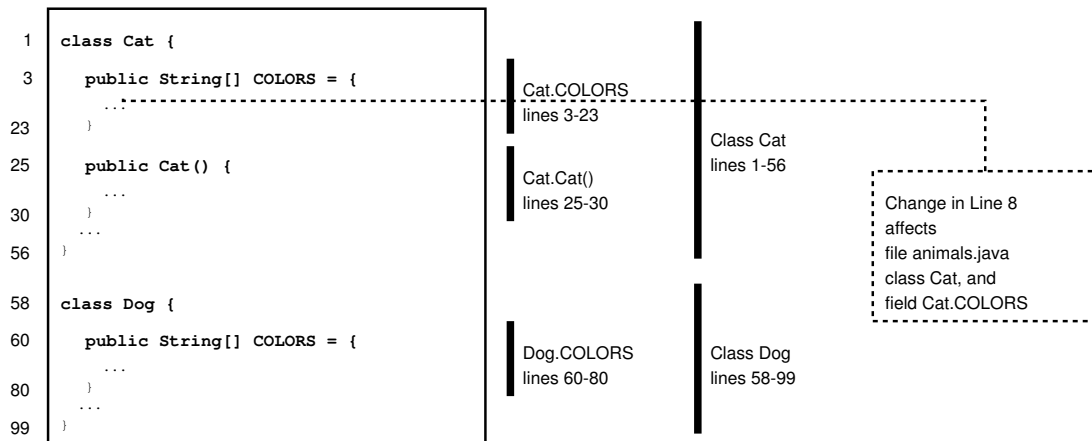 1 class Cat {
3 public String[] COLORS = {
...
23 }
25 public Cat() {
...
30 }
...
56 }
58 class Dog {
60 public String[] COLORS = {
...
80 }
...
99 }
Cat.COLORS
lines 3-23
Cat.Cat()
lines 25-30
Dog.COLORS
lines 60-80
Class Cat
lines 1-56
Class Dog
lines 58-99
Change in Line 8
affects
file animals.java
class Cat, and
field Cat.COLORS